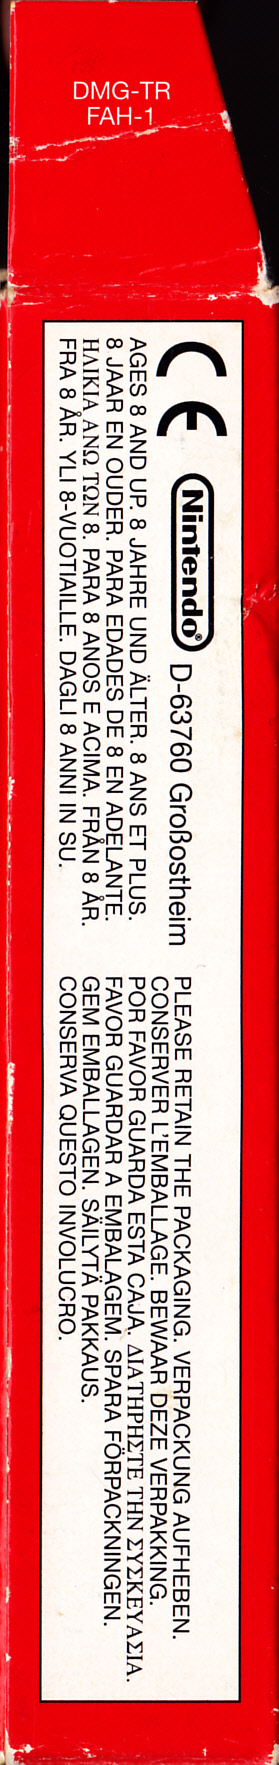 DMG-TR
FAH-1
CE Nintendo® D-63760 Großostheim
AGES 8 AND UP. 8 JAHRE UND ÄLTER. 8 ANS ET PLUS.
8 JAAR EN OUDER. PARA EDADES DE 8 EN ADELANTE.
ΗΛΙΚΙΑ ΑΝΩ ΤΩΝ 8. PARA 8 ANOS E ACIMA. FRÅN 8 ÅR.
FRA 8 ÅR. YLI 8-VUOTIAILLE. DAGLI 8 ANNI IN SU.
PLEASE RETAIN THE PACKAGING. VERPACKUNG AUFHEBEN.
CONSERVER L'EMBALLAGE. BEWAAR DEZE VERPAKKING.
POR FAVOR GUARDA ESTA CAJA. ΔΙΑΤΗΡΗΣΤΕ ΤΗΝ ΣΥΣΚΕΥΑΣΙΑ.
FAVOR GUARDAR A EMBALAGEM. SPARA FÖRPACKNINGEN.
GEM EMBALLAGEN. SÄILYTÄ PAKKAUS.
CONSERVA QUESTO INVOLUCRO.